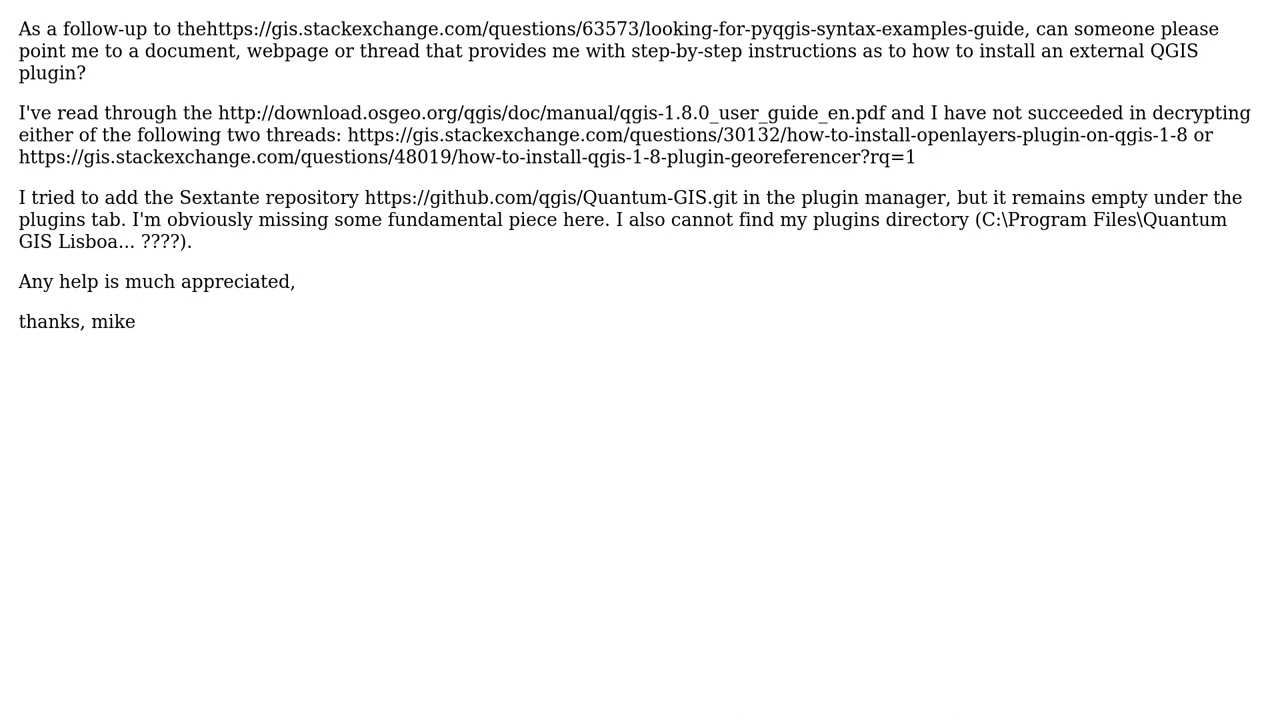 As a follow-up to thehttps://gis.stackexchange.com/questions/63573/looking-for-pyqgis-syntax-examples-guide, can someone please
point me to a document, webpage or thread that provides me with step-by-step instructions as to how to install an external QGIS
plugin?
I've read through the http://download.osgeo.org/qgis/doc/manual/qgis-1.8.0_user_guide_en.pdf and I have not succeeded in decrypting
either of the following two threads: https://gis.stackexchange.com/questions/30132/how-to-install-openlayers-plugin-on-qgis-1-8 or
https://gis.stackexchange.com/questions/48019/how-to-install-qgis-1-8-plugin-georeferencer?rq=1
I tried to add the Sextante repository https://github.com/qgis/Quantum-GIS.git in the plugin manager, but it remains empty under the
plugins tab. I'm obviously missing some fundamental piece here. I also cannot find my plugins directory (C:\Program Files\Quantum
GIS Lisboa... ????).
Any help is much appreciated,
thanks, mike